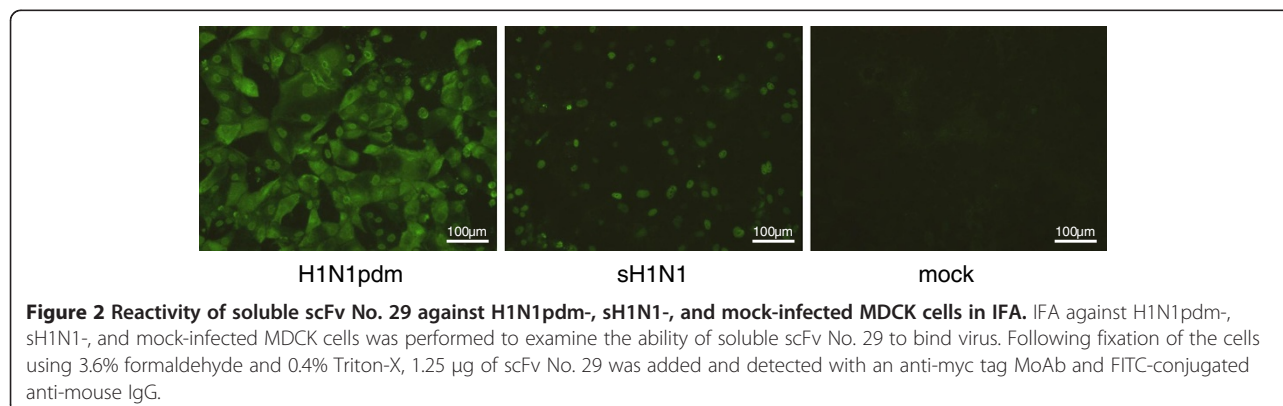 100µm
100µm
100µm
H1N1pdm
sH1N1
mock
Figure 2 Reactivity of soluble scFv No. 29 against H1N1pdm-, sH1N1-, and mock-infected MDCK cells in IFA. IFA against H1N1pdm-,
sH1N1-, and mock-infected MDCK cells was performed to examine the ability of soluble scFv No. 29 to bind virus. Following fixation of the cells
using 3.6% formaldehyde and 0.4% Triton-X, 1.25 µg of scFv No. 29 was added and detected with an anti-myc tag MoAb and FITC-conjugated
anti-mouse IgG.